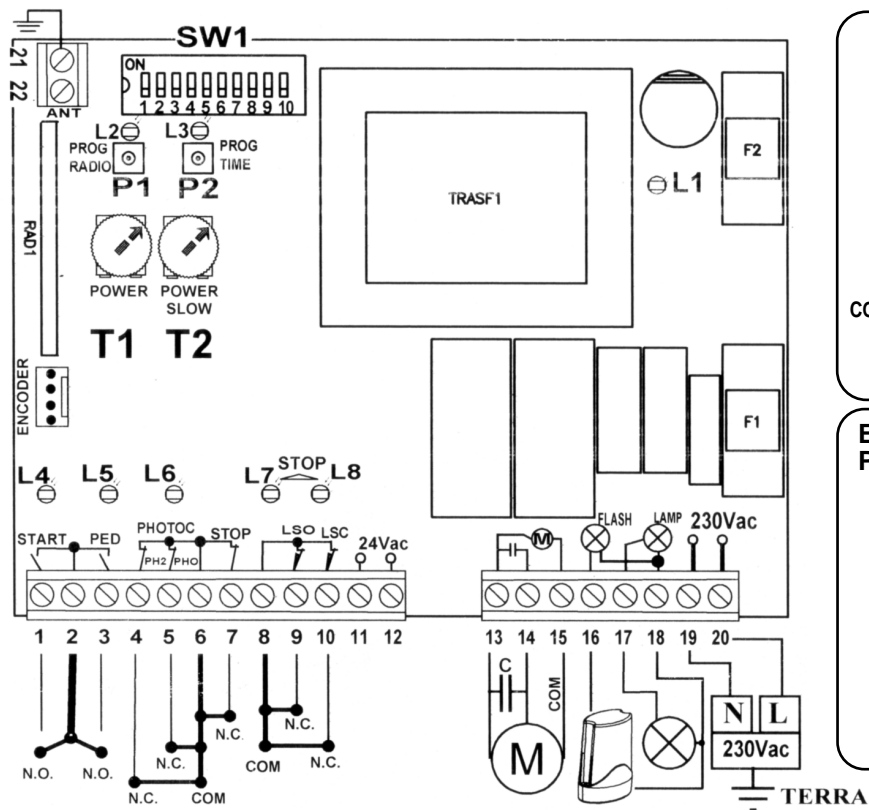 SW1
21
22
ANT
ON
1 2 3 4 5 6 7 8 9 10
L2
L3
PROG
RADIO
P1
P2
PROG
TIME
RAD1
POWER
POWER
SLOW
T1
T2
TRASF1
L1
F2
F1
ENCODER
L4
L5
L6
L7
STOP
L8
START
PED
PHOTOC
PH2
PHO
STOP
LSO
LSC
24Vac
M
FLASH
LAMP
230Vac
1 2 3 4 5 6 7 8 9 10 11 12
13 14 15 16 17 18 19 20
N.O.
N.O.
N.C.
N.C.
COM
N.C.
COM
N.C.
N.C.
C
COM
M
N
L
230Vac
TERRA
CO
E
P